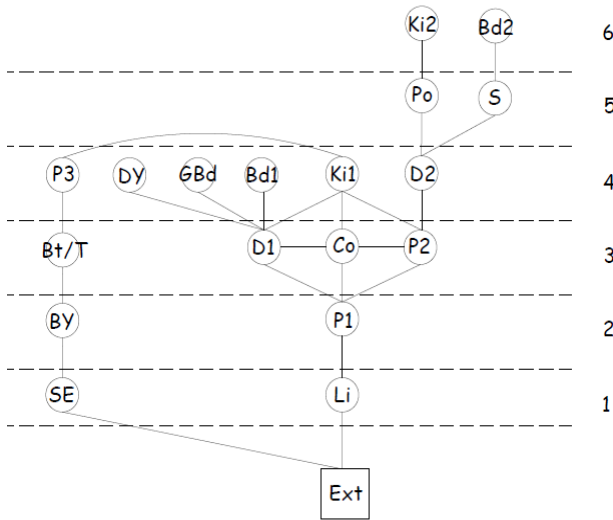 Ki2 Bd2 6
Po S 5
P3 DY GBd Bd1 Ki1 D2 4
Bt/T D1 Co P2 3
BY P1 2
SE Li 1
Ext